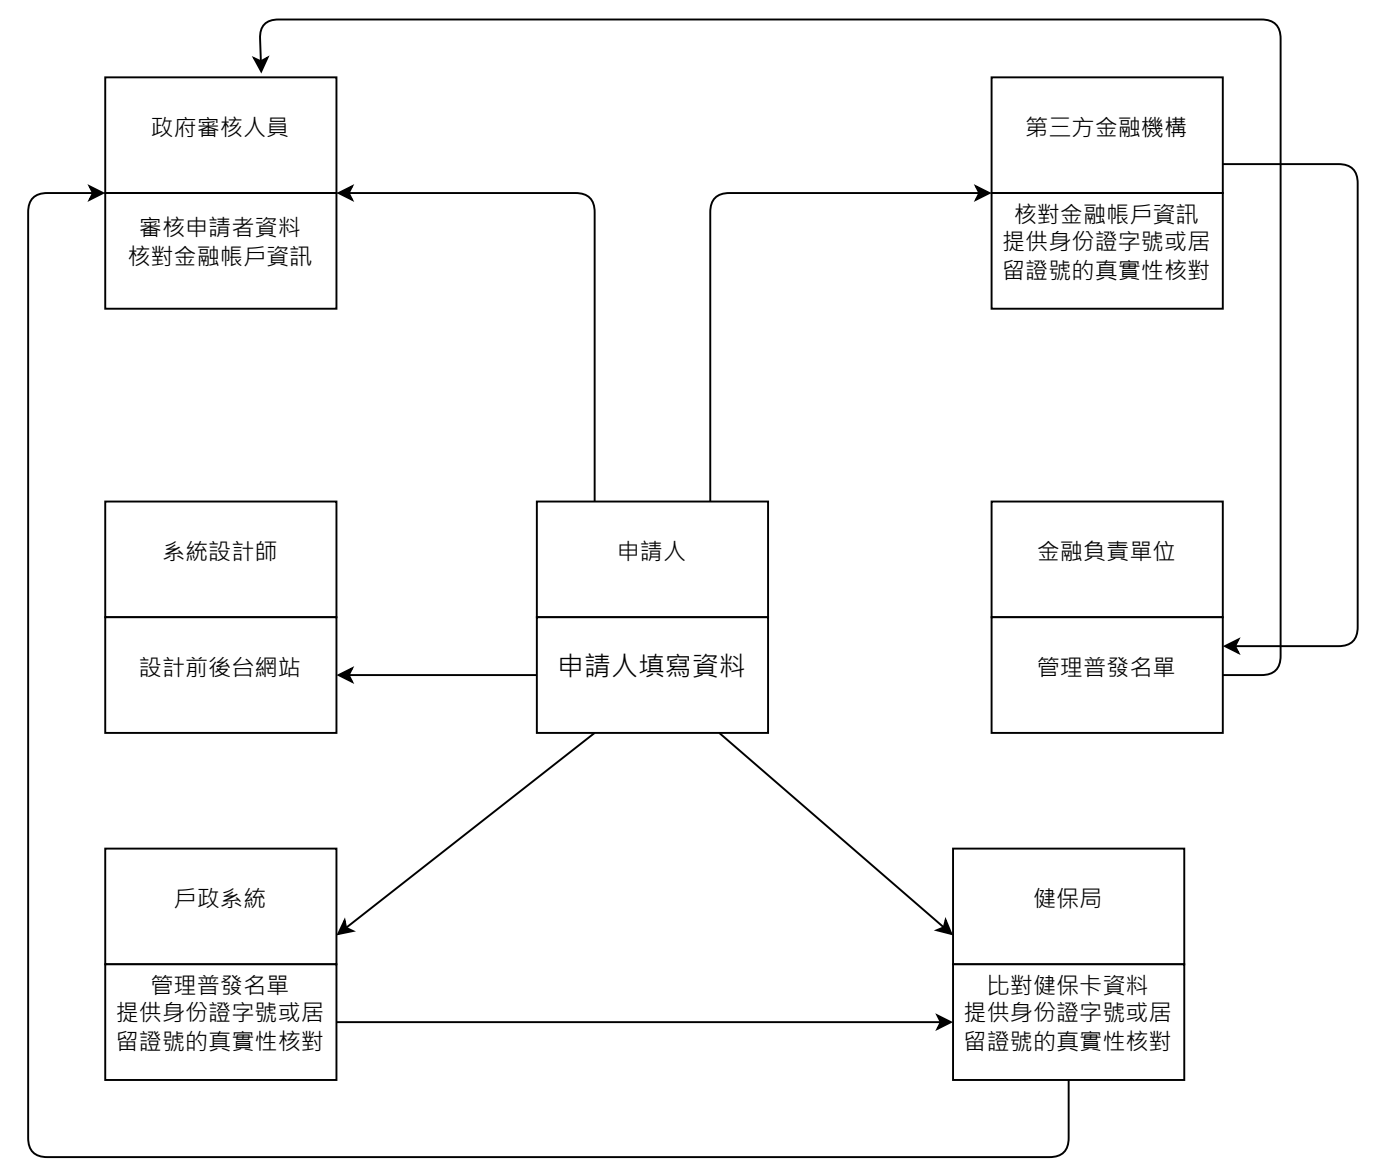 政府審核人員
審核申請者資料
核對金融帳戶資訊
第三方金融機構
核對金融帳戶資訊
提供身份證字號或居
留證號的真實性核對
系統設計師
設計前後台網站
申請人
申請人填寫資料
金融負責單位
管理普發名單
戶政系統
管理普發名單
提供身份證字號或居
留證號的真實性核對
健保局
比對健保卡資料
提供身份證字號或居
留證號的真實性核對